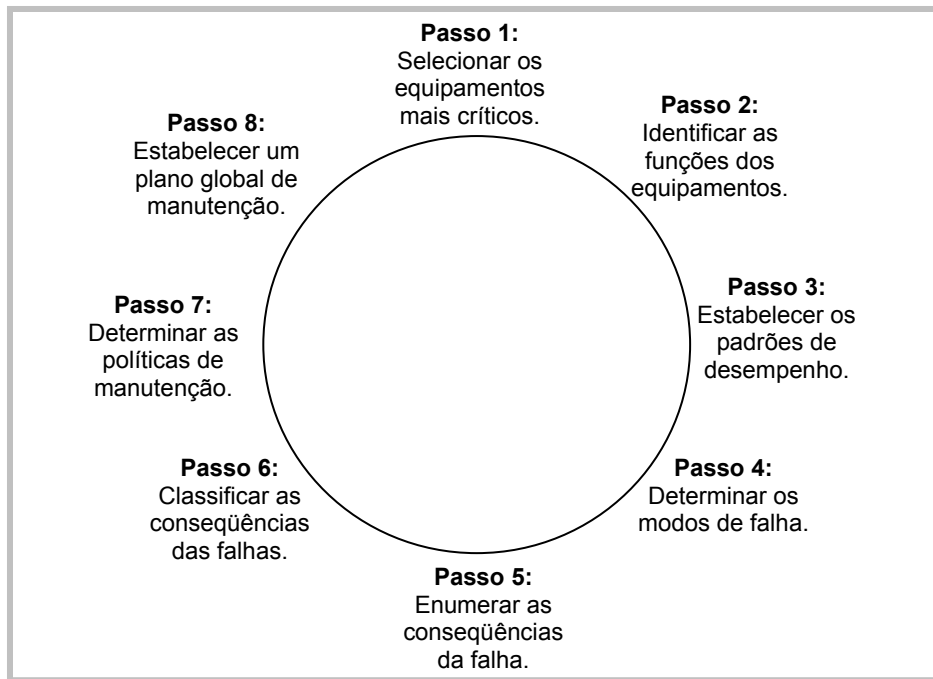 Passo 1:
Selecionar os
equipamentos
mais críticos.
Passo 2:
Identificar as
funções dos
equipamentos.
Passo 3:
Estabelecer os
padrões de
desempenho.
Passo 4:
Determinar os
modos de falha.
Passo 5:
Enumerar as
conseqüências
da falha.
Passo 6:
Classificar as
conseqüências
das falhas.
Passo 7:
Determinar as
políticas de
manutenção.
Passo 8:
Estabelecer um
plano global de
manutenção.